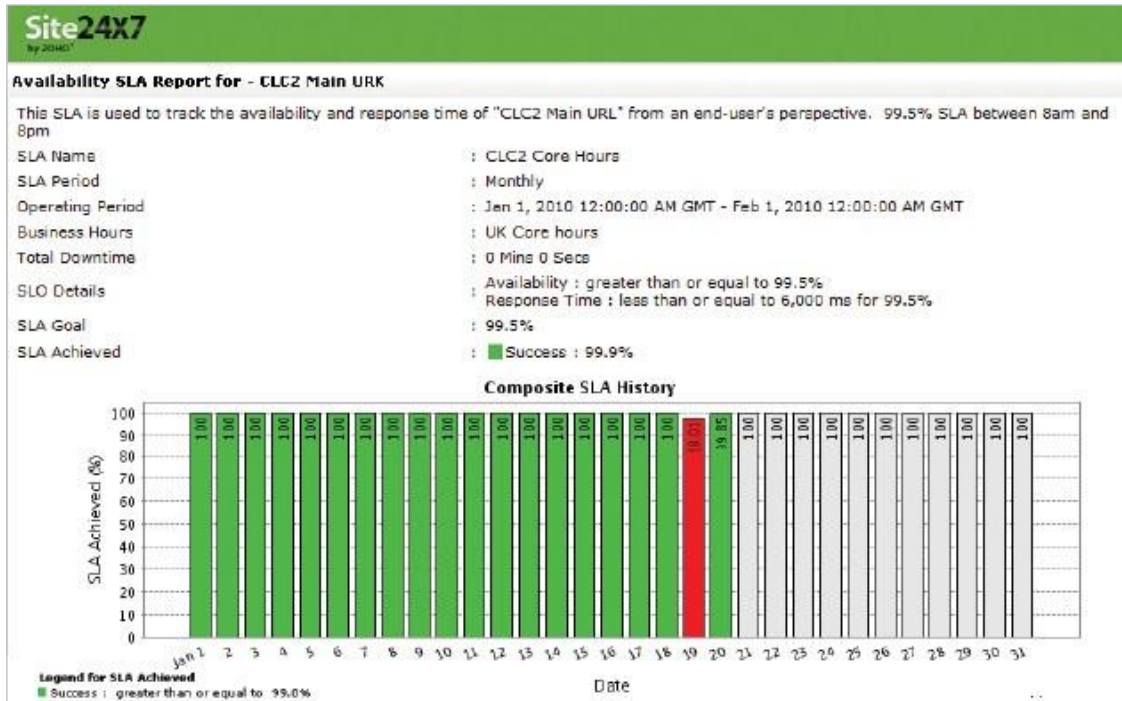 Site24X7
by ZOHO
Availability SLA Report for - CLC2 Main URK
This SLA is used to track the availability and response time of "CLC2 Main URL" from an end-user's perspective. 99.5% SLA between 8am and
8pm
SLA Name : CLC2 Core Hours
SLA Period : Monthly
Operating Period : Jan 1, 2010 12:00:00 AM GMT - Feb 1, 2010 12:00:00 AM GMT
Business Hours : UK Core hours
Total Downtime : 0 Mins 0 Secs
SLO Details : Availability : greater than or equal to 99.5%
Response Time : less than or equal to 6,000 ms for 99.5%
SLA Goal : 99.5%
SLA Achieved : Success : 99.9%
Composite SLA History
SLA Achieved (%)
100
90
80
70
60
50
40
30
20
10
0
100 100 100 100 100 100 100 100 100 100 100 100 100 100 100 100 100 100 99.85 100 100 100 100 100 100 100 100 100 100 100
Jan 1 2 3 4 5 6 7 8 9 10 11 12 13 14 15 16 17 18 19 20 21 22 23 24 25 26 27 28 29 30 31
Date
Legend for SLA Achieved
Success : greater than or equal to 99.0%